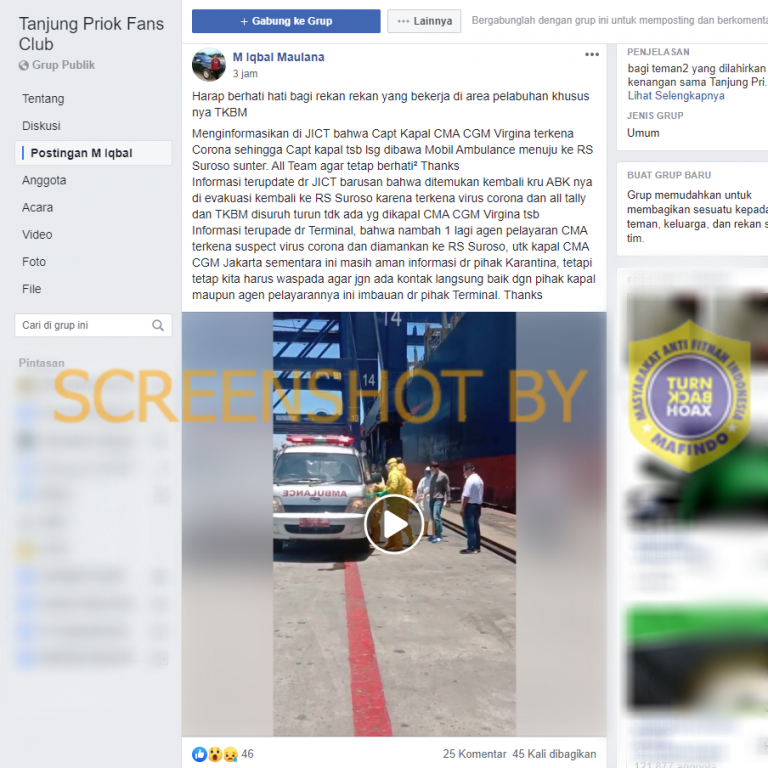 Tanjung Priok Fans
Club
Grup Publik
Tentang
Diskusi
Postingan M Iqbal
Anggota
Acara
Video
Foto
File
Cari di grup ini
Pintasan
+ Gabung ke Grup
··· Lainnya
Bergabunglah dengan grup ini untuk memposting dan berkomenta
M Iqbal Maulana
3 jam
Harap berhati hati bagi rekan rekan yang bekerja di area pelabuhan khusus
nya TKBM
Menginformasikan di JICT bahwa Capt Kapal CMA CGM Virgina terkena
Corona sehingga Capt kapal tsb lsg dibawa Mobil Ambulance menuju ke RS
Suroso sunter. All Team agar tetap berhati² Thanks
Informasi terupdate dr JICT barusan bahwa ditemukan kembali kru ABK nya
di evakuasi kembali ke RS Suroso karena terkena virus corona dan all tally
dan TKBM disuruh turun tdk ada yg dikapal CMA CGM Virgina tsb
Informasi terupade dr Terminal, bahwa nambah 1 lagi agen pelayaran CMA
terkena suspect virus corona dan diamankan ke RS Suroso, utk kapal CMA
CGM Jakarta sementara ini masih aman informasi dr pihak Karantina, tetapi
tetap kita harus waspada agar jgn ada kontak langsung baik dgn pihak kapal
maupun agen pelayarannya ini imbauan dr pihak Terminal. Thanks
14
14
AMBULANCE
SCREENSHOT BY
MASYARAKAT ANTI FITNAH INDONESIA
TURN
BACK
HOAX
MAFINDO
46
25 Komentar 45 Kali dibagikan
PENJELASAN
bagi teman2 yang dilahirkan
kenangan sama Tanjung Pri..
Lihat Selengkapnya
JENIS GRUP
Umum
BUAT GRUP BARU
Grup memudahkan untuk
membagikan sesuatu kepada
teman, keluarga, dan rekan s
tim.